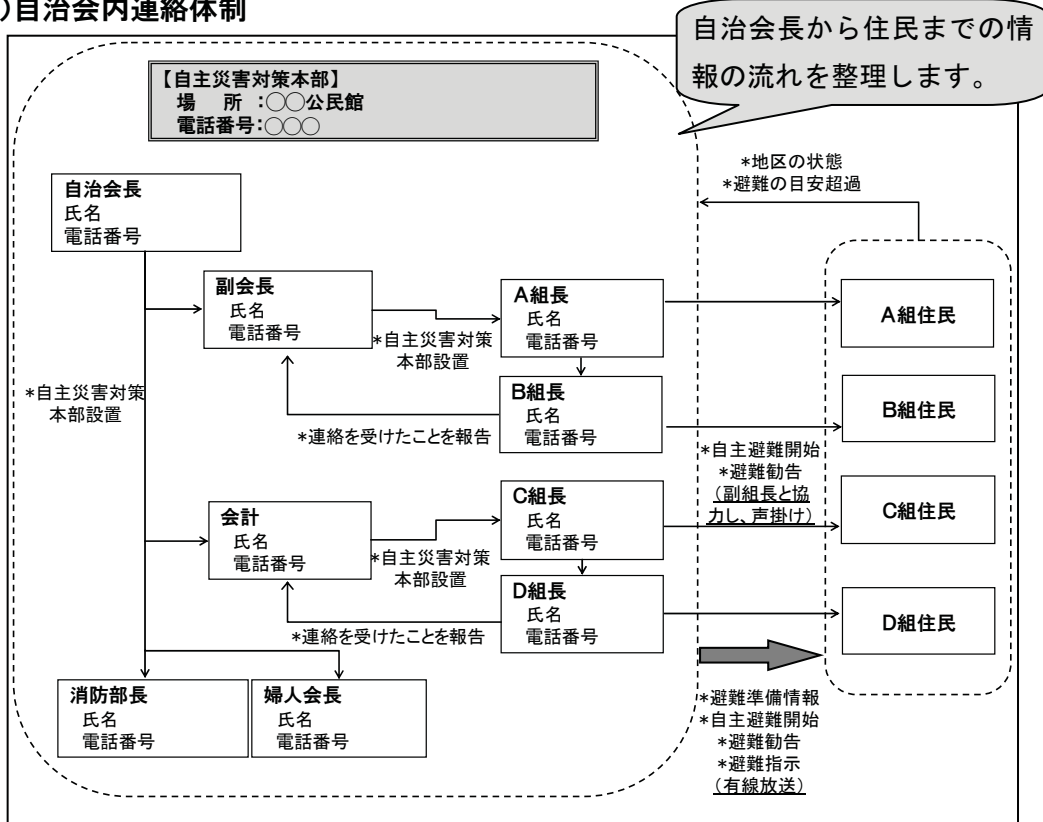 )自治会内連絡体制
自治会長から住民までの情
報の流れを整理します。
【自主災害対策本部】
場　所　：○○公民館
電話番号：○○○
*地区の状態
*避難の目安超過
自治会長
氏名
電話番号
副会長
氏名
電話番号
*自主災害対策
本部設置
A組長
氏名
電話番号
A組住民
*自主災害対策
本部設置
B組長
氏名
電話番号
*連絡を受けたことを報告
B組住民
*自主避難開始
*避難勧告
(副組長と協
力し、声掛け)
会計
氏名
電話番号
*自主災害対策
本部設置
C組長
氏名
電話番号
C組住民
D組長
氏名
電話番号
*連絡を受けたことを報告
D組住民
消防部長
氏名
電話番号
婦人会長
氏名
電話番号
*避難準備情報
*自主避難開始
*避難勧告
*避難指示
(有線放送)